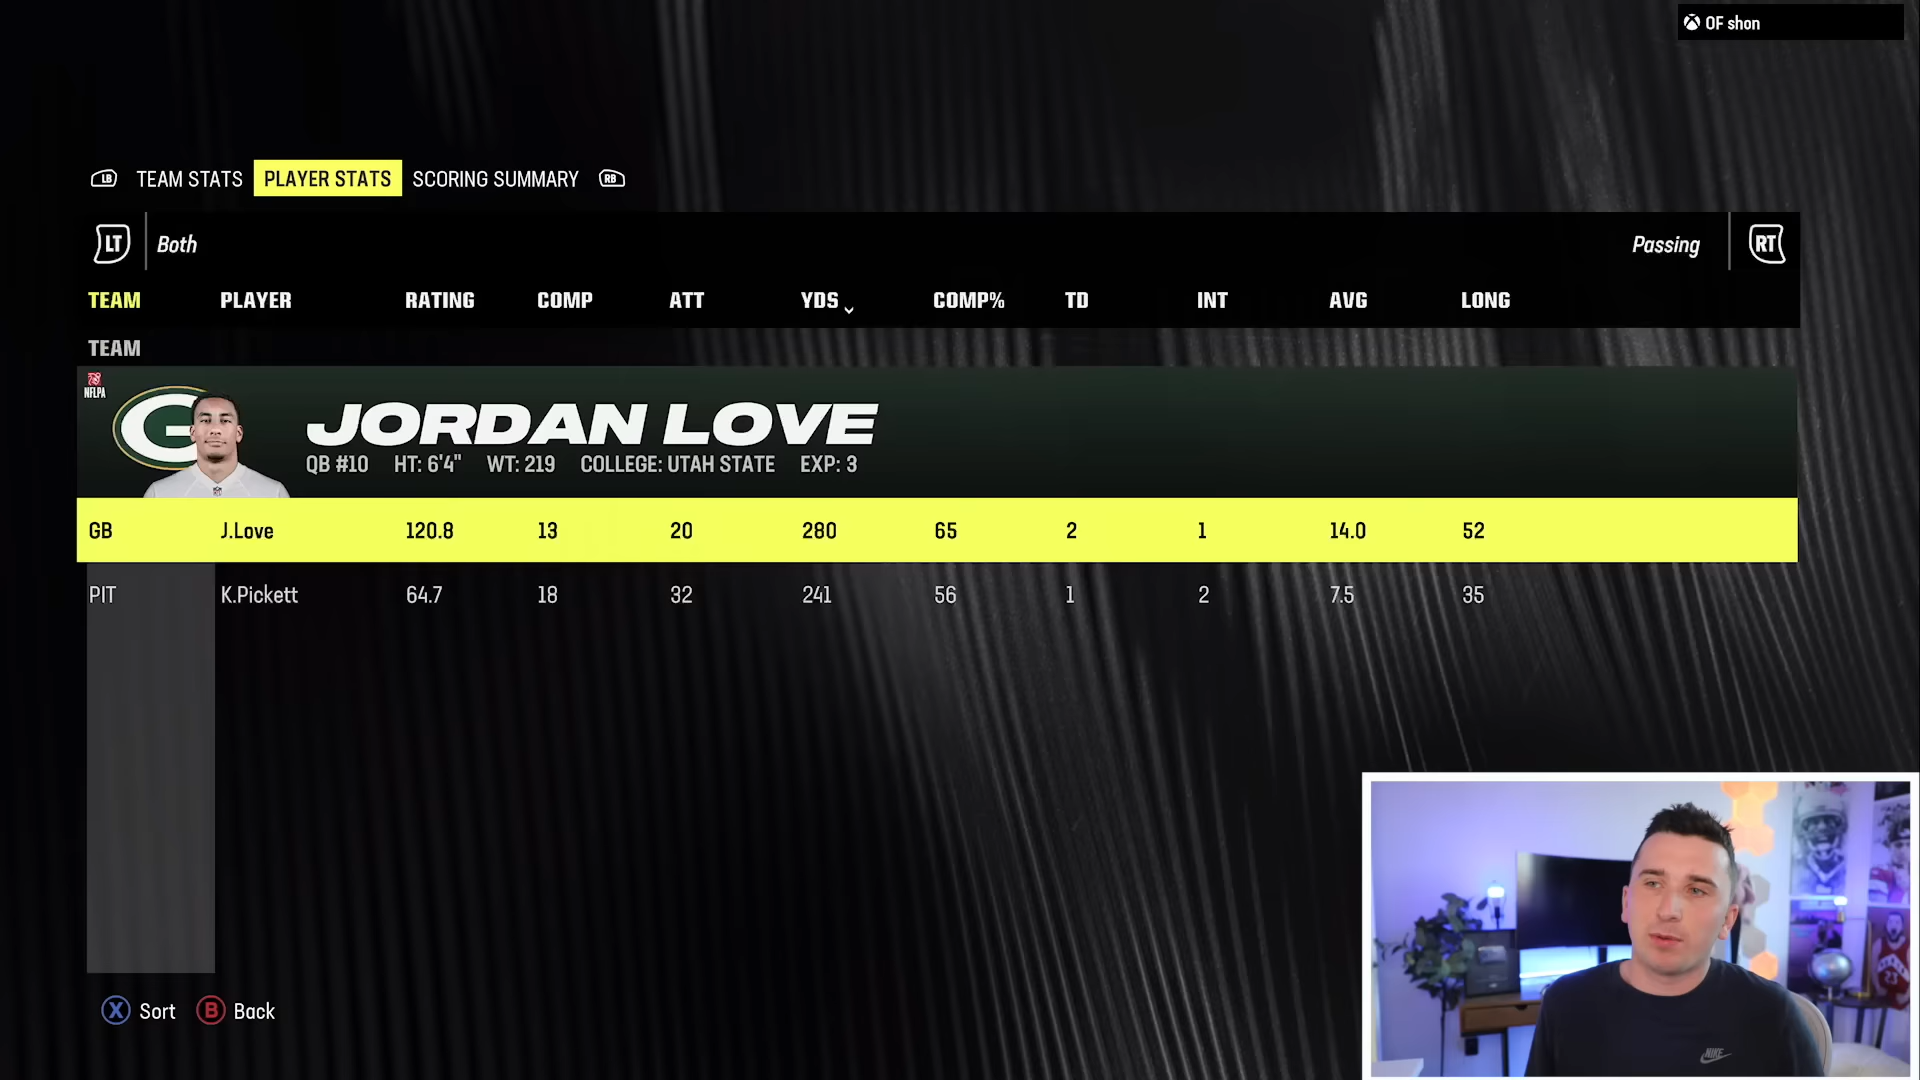 OF shon
LB TEAM STATS PLAYER STATS SCORING SUMMARY RB
LT Both Passing RT
TEAM PLAYER RATING COMP ATT YDS COMP% TD INT AVG LONG
TEAM
NFLPA
JORDAN LOVE
QB #10 HT: 6'4" WT: 219 COLLEGE: UTAH STATE EXP: 3
GB J.Love 120.8 13 20 280 65 2 1 14.0 52
PIT K.Pickett 64.7 18 32 241 56 1 2 7.5 35
X Sort B Back
NIKE